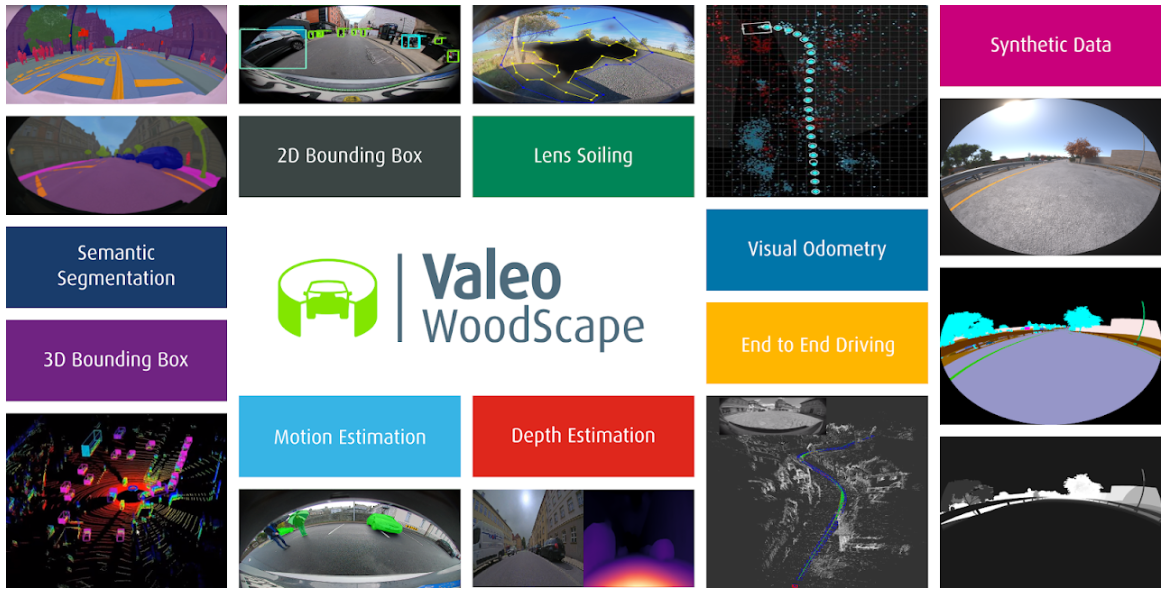 Synthetic Data
2D Bounding Box
Lens Soiling
Semantic
Segmentation
Visual Odometry
Valeo
WoodScape
3D Bounding Box
End to End Driving
Motion Estimation
Depth Estimation